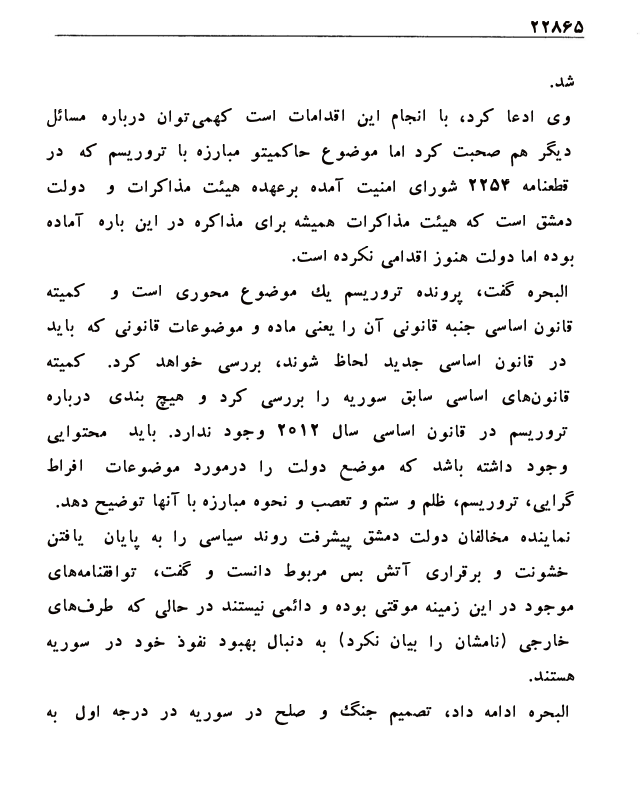 ۲۲۸۶۵
شد.
وی ادعا کرد، با انجام این اقدامات است کهمی‌توان درباره مسائل
دیگر هم صحبت کرد اما موضوع حاکمیتو مبارزه با تروریسم که در
قطعنامه ۲۲۵۴ شورای امنیت آمده برعهده هیئت مذاکرات و دولت
دمشق است که هیئت مذاکرات همیشه برای مذاکره در این باره آماده
بوده اما دولت هنوز اقدامی نکرده است.
البحره گفت، پرونده تروریسم یك موضوع محوری است و کمیته
قانون اساسی جنبه قانونی آن را یعنی ماده و موضوعات قانونی که باید
در قانون اساسی جدید لحاظ شوند، بررسی خواهد کرد. کمیته
قانون‌های اساسی سابق سوریه را بررسی کرد و هیچ بندی درباره
تروریسم در قانون اساسی سال ۲۰۱۲ وجود ندارد. باید محتوایی
وجود داشته باشد که موضع دولت را درمورد موضوعات افراط
گرایی، تروریسم، ظلم و ستم و تعصب و نحوه مبارزه با آنها توضیح دهد.
نماینده مخالفان دولت دمشق پیشرفت روند سیاسی را به پایان یافتن
خشونت و برقراری آتش بس مربوط دانست و گفت، توافقنامه‌های
موجود در این زمینه موقتی بوده و دائمی نیستند در حالی که طرف‌های
خارجی (نامشان را بیان نکرد) به دنبال بهبود نفوذ خود در سوریه
هستند.
البحره ادامه داد، تصمیم جنگ و صلح در سوریه در درجه اول به